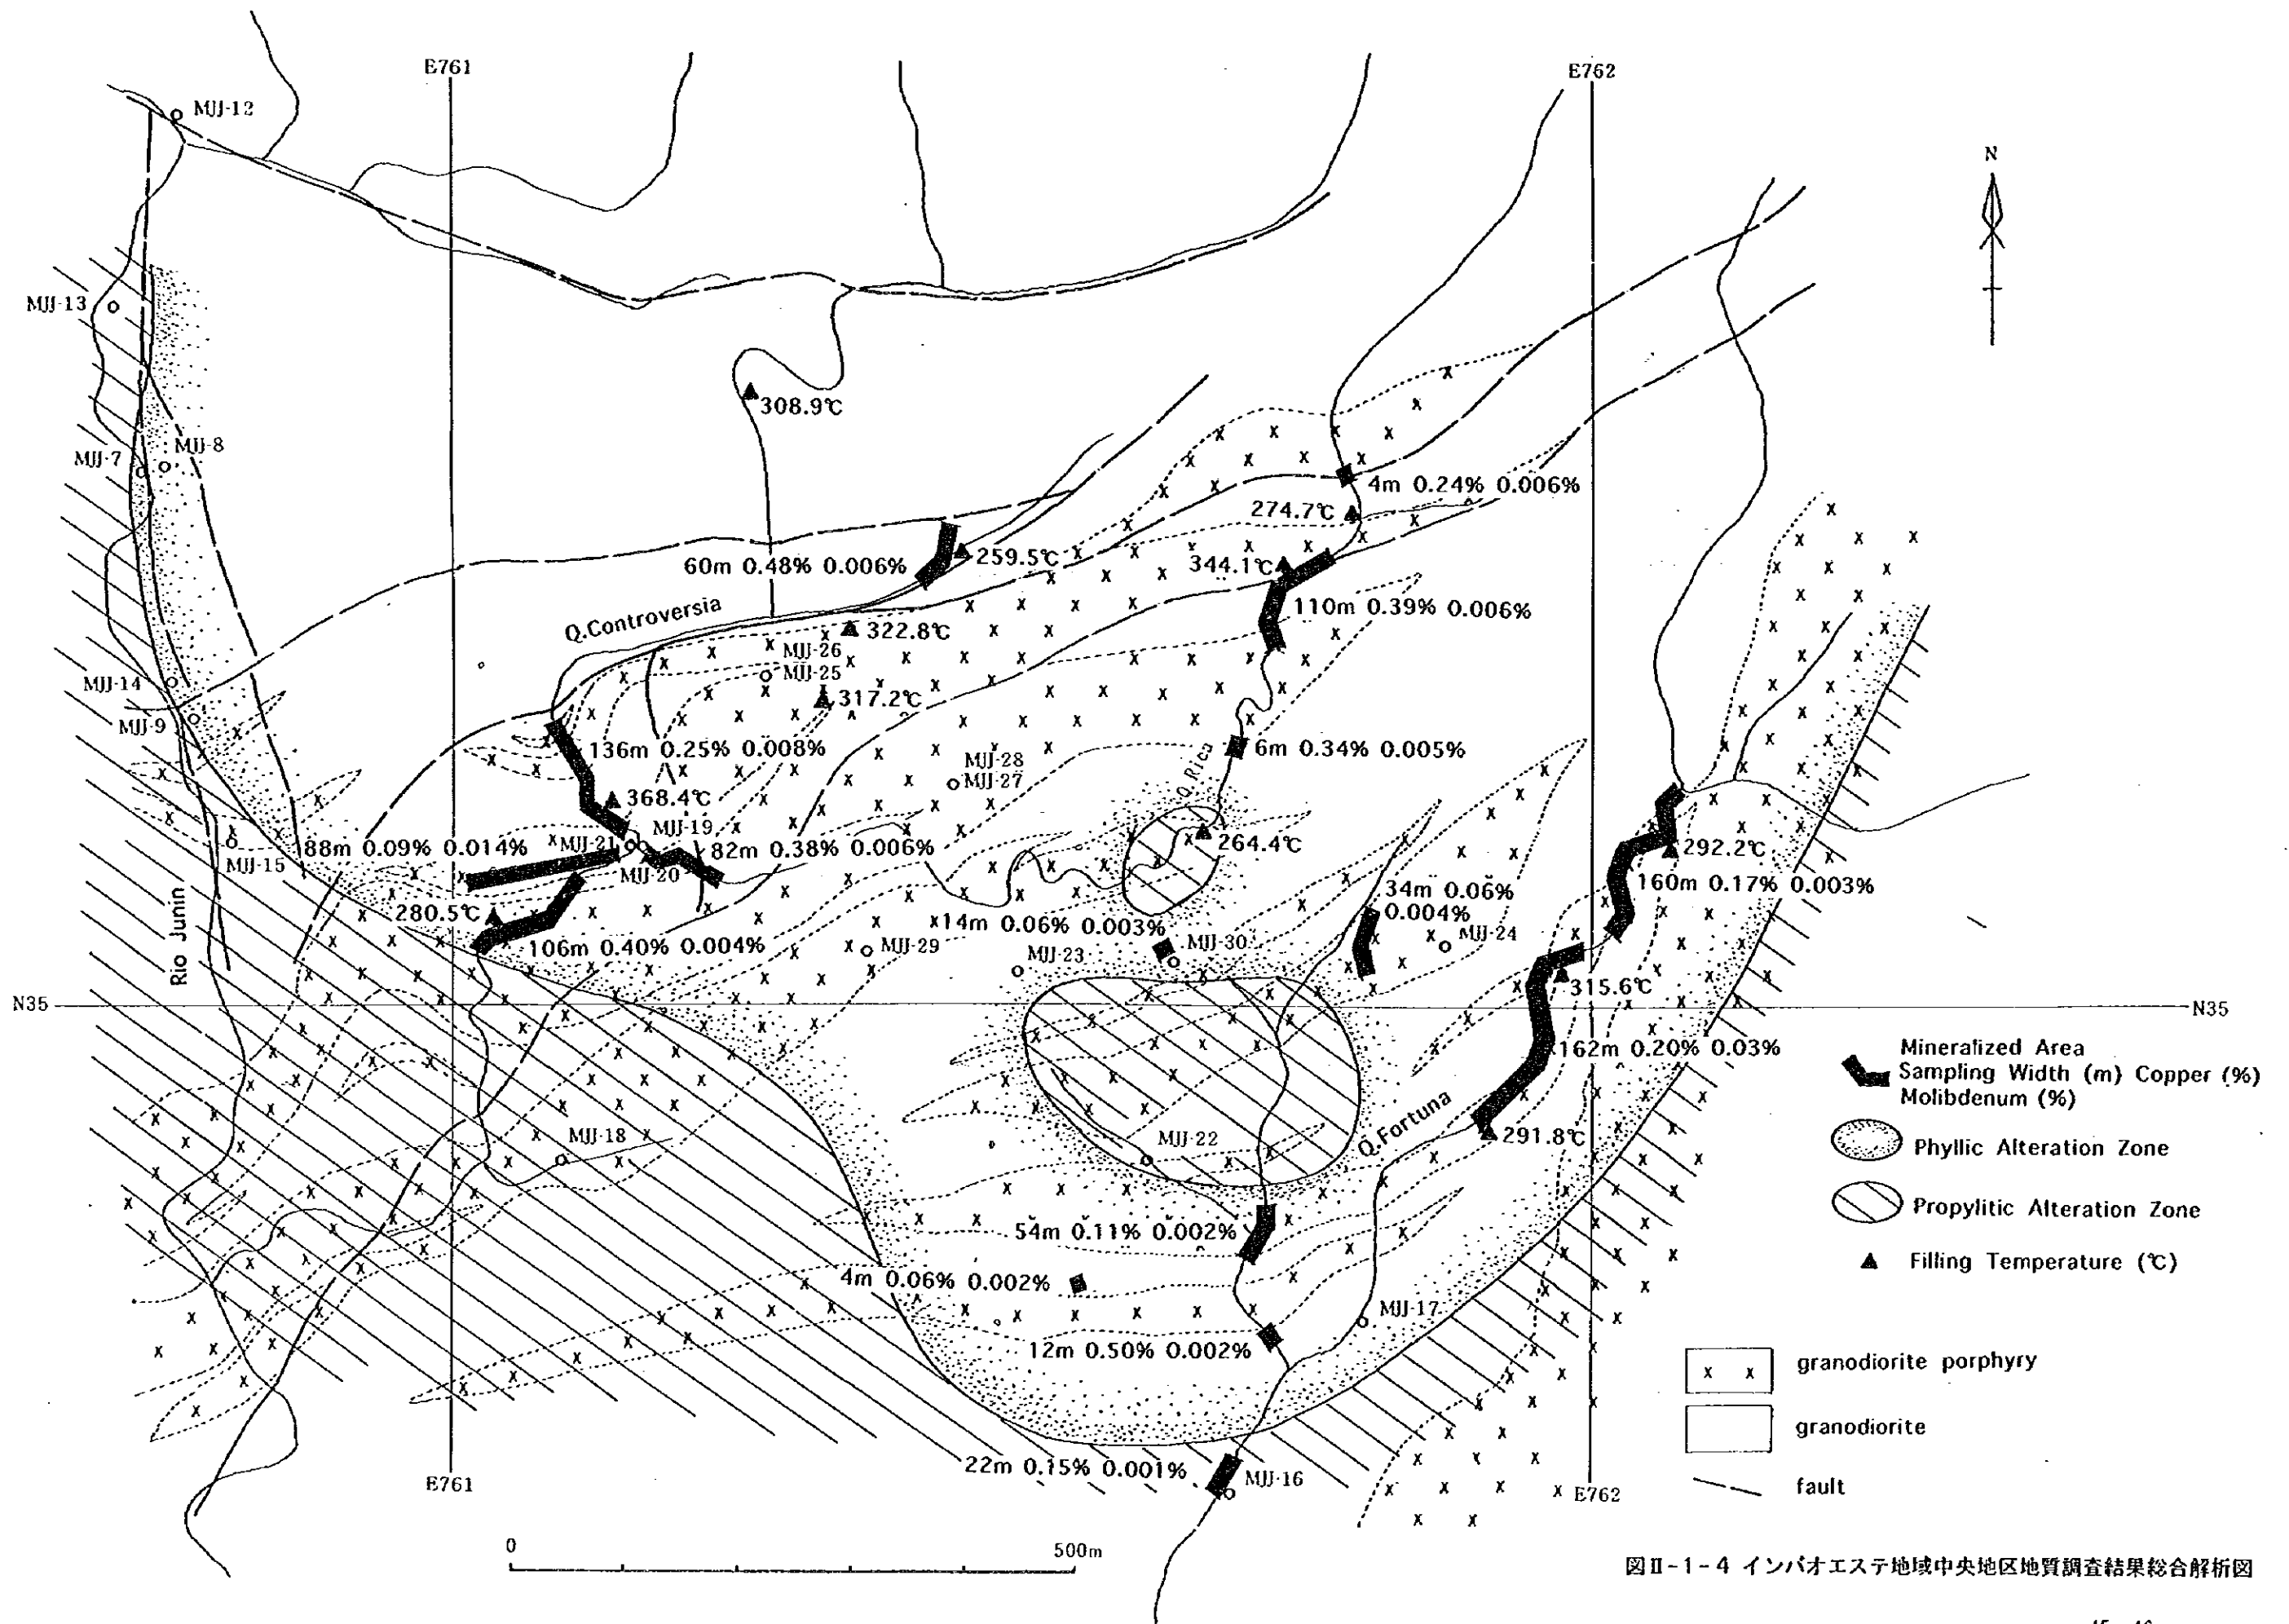 E761
E762
MJJ-12
N
MJJ-13
308.9℃
MJJ-8
MJJ-7
4m 0.24% 0.006%
274.7℃
259.5℃
60m 0.48% 0.006%
344.1℃
110m 0.39% 0.006%
Q.Controversia
322.8℃
MJJ-26
MJJ-25
MJJ-14
317.2℃
MJJ-9
136m 0.25% 0.008%
6m 0.34% 0.005%
MJJ-28
MJJ-27
Q.Rica
368.4℃
MJJ-19
88m 0.09% 0.014%
MJJ-21
82m 0.38% 0.006%
264.4℃
292.2℃
MJJ-15
MJJ-20
160m 0.17% 0.003%
34m 0.06%
0.004%
280.5℃
14m 0.06% 0.003%
106m 0.40% 0.004%
MJJ-29
MJJ-30
MJJ-24
MJJ-23
Rio Junin
315.6℃
N35
N35
162m 0.20% 0.03%
Mineralized Area
Sampling Width (m) Copper (%)
Molibdenum (%)
Q.Fortuna
MJJ-18
MJJ-22
291.8℃
Phyllic Alteration Zone
Propylitic Alteration Zone
54m 0.11% 0.002%
Filling Temperature (℃)
4m 0.06% 0.002%
MJJ-17
12m 0.50% 0.002%
granodiorite porphyry
granodiorite
22m 0.15% 0.001%
MJJ-16
E761
E762
fault
0
500m
図Ⅱ-1-4 インバオエステ地域中央地区地質調査結果総合解析図